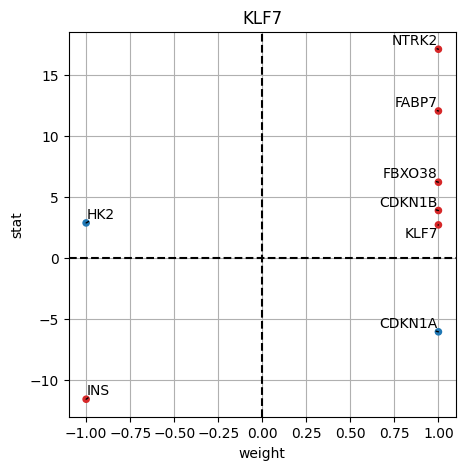 KLF7
NTRK2
FABP7
FBXO38
CDKN1B
KLF7
HK2
CDKN1A
INS
15
10
5
0
−5
−10
stat
−1.00 −0.75 −0.50 −0.25 0.00 0.25 0.50 0.75 1.00
weight